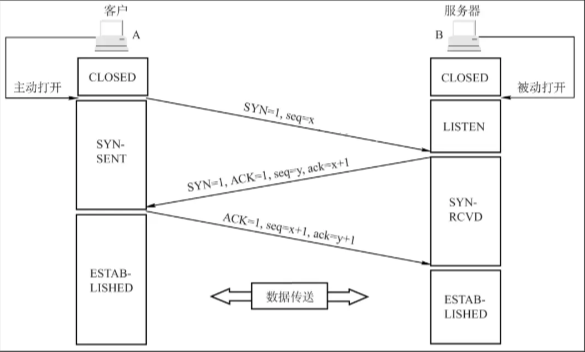 客户
服务器
A
B
主动打开
CLOSED
CLOSED
被动打开
SYN=1, seq=x
LISTEN
SYN-
SENT
SYN=1, ACK=1, seq=y, ack=x+1
SYN-
RCVD
ACK=1, seq=x+1, ack=y+1
ESTAB-
LISHED
数据传送
ESTAB-
LISHED